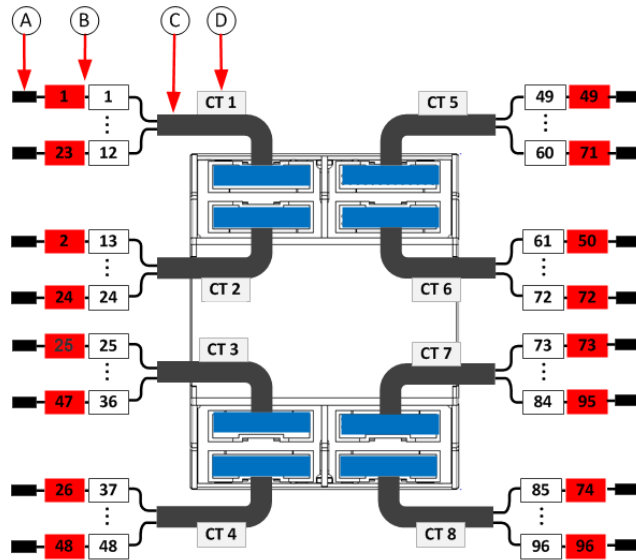 A B C D
1 1 CT 1 CT 5 49 49
23 12 60 71
2 13 61 50
24 24 CT 2 CT 6 72 72
25 25 CT 3 CT 7 73 73
47 36 84 95
26 37 85 74
48 48 CT 4 CT 8 96 96